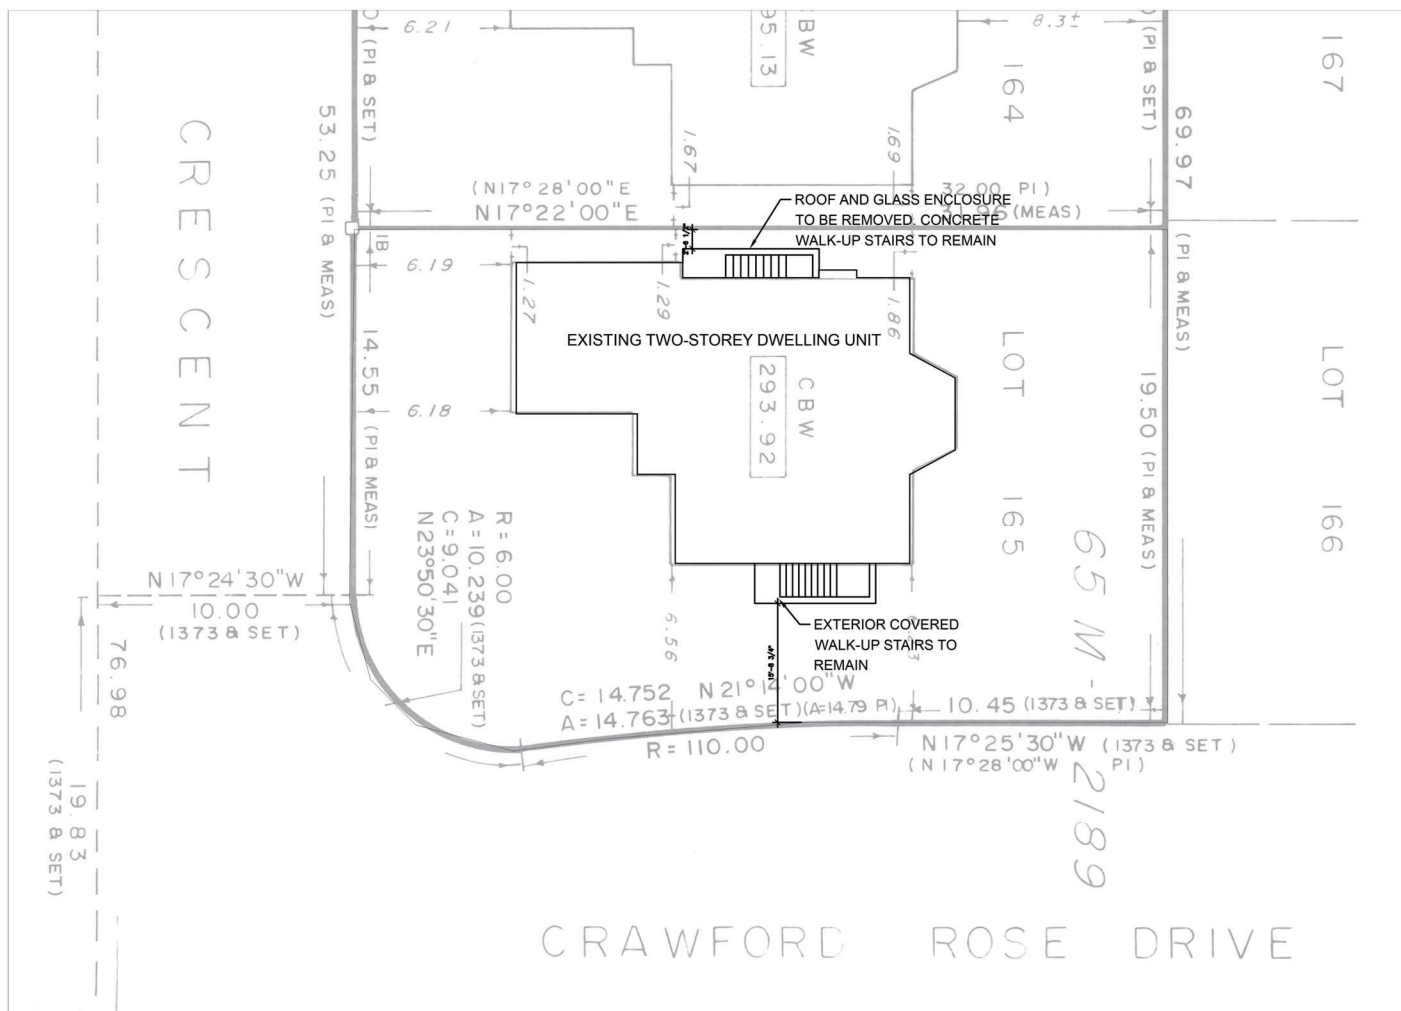 6.21
95.13
CBW
8.3±
(PI & SET)
(PI & SET)
164
167
CRESCENT
53.25 (PI & MEAS)
69.97 (PI & MEAS)
1.67
1.69
(N17°28'00"E
N17°22'00"E
32.00 PI)
31.96 (MEAS)
ROOF AND GLASS ENCLOSURE
TO BE REMOVED. CONCRETE
WALK-UP STAIRS TO REMAIN
IB
6.19
1.27
1.29
1.86
EXISTING TWO-STOREY DWELLING UNIT
14.55 (PI & MEAS)
6.18
CBW
293.92
LOT 165
19.50 (PI & MEAS)
LOT 166
R = 6.00
A = 10.239 (1373 & SET)
C = 9.041
N23°50'30"E
65 M - 2189
N17°24'30"W
10.00
(1373 & SET)
76.98
6.56
EXTERIOR COVERED
WALK-UP STAIRS TO
REMAIN
C = 14.752 N21°14'00"W
A = 14.763 (1373 & SET)(A=14.79 PI)
R = 110.00
10.45 (1373 & SET)
N17°25'30"W (1373 & SET)
(N17°28'00"W PI)
19.83
(1373 & SET)
CRAWFORD ROSE DRIVE